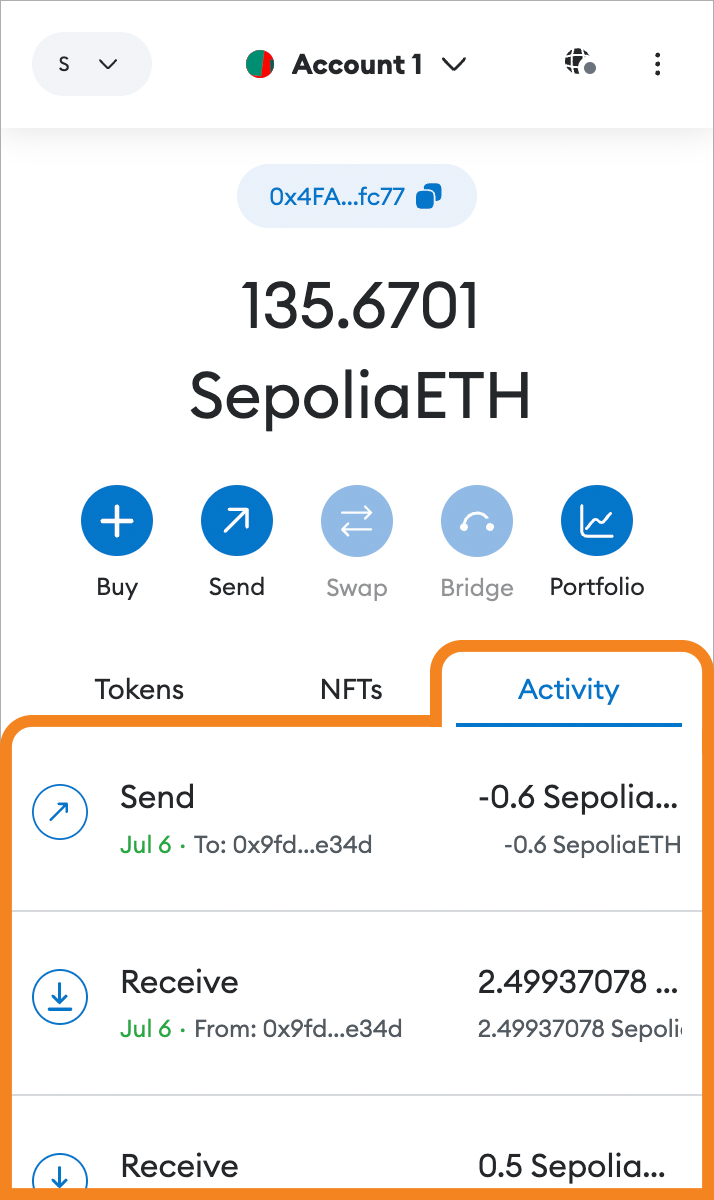 S
Account 1
0x4FA...fc77
135.6701
SepoliaETH
Buy Send Swap Bridge Portfolio
Tokens NFTs Activity
Send -0.6 Sepolia...
Jul 6 · To: 0x9fd...e34d -0.6 SepoliaETH
Receive 2.49937078 ...
Jul 6 · From: 0x9fd...e34d 2.49937078 Sepoli
Receive 0.5 Sepolia...